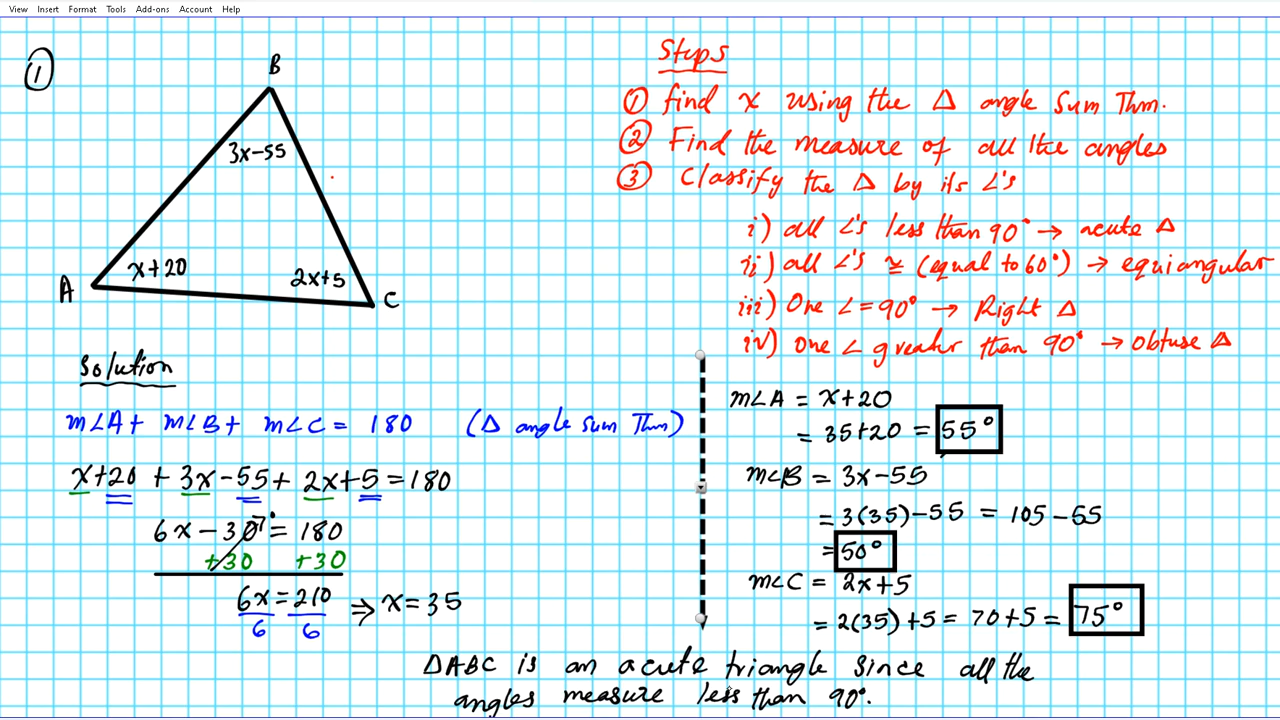 View Insert Format Tools Add-ons Account Help
①
B
3x-55
x+20
2x+5
A
C
Steps
① find x using the Δ angle Sum Thm.
② Find the measure of all the angles
③ Classify the Δ by its ∠'s
i) all ∠'s less than 90° → acute Δ
ii) all ∠'s ≅ (equal to 60°) → equiangular
iii) One ∠ = 90° → Right Δ
iv) one ∠ greater than 90° → obtuse Δ
Solution
m∠A + m∠B + m∠C = 180 (Δ angle Sum Thm)
x+20 + 3x-55 + 2x+5 = 180
6x - 30 = 180
+30 +30
6x = 210 ⇒ x = 35
6 6
m∠A = x+20
= 35+20 = 55°
m∠B = 3x-55
= 3(35)-55 = 105-55
= 50°
m∠C = 2x+5
= 2(35)+5 = 70+5 = 75°
ΔABC is an acute triangle since all the
angles measure less than 90°.